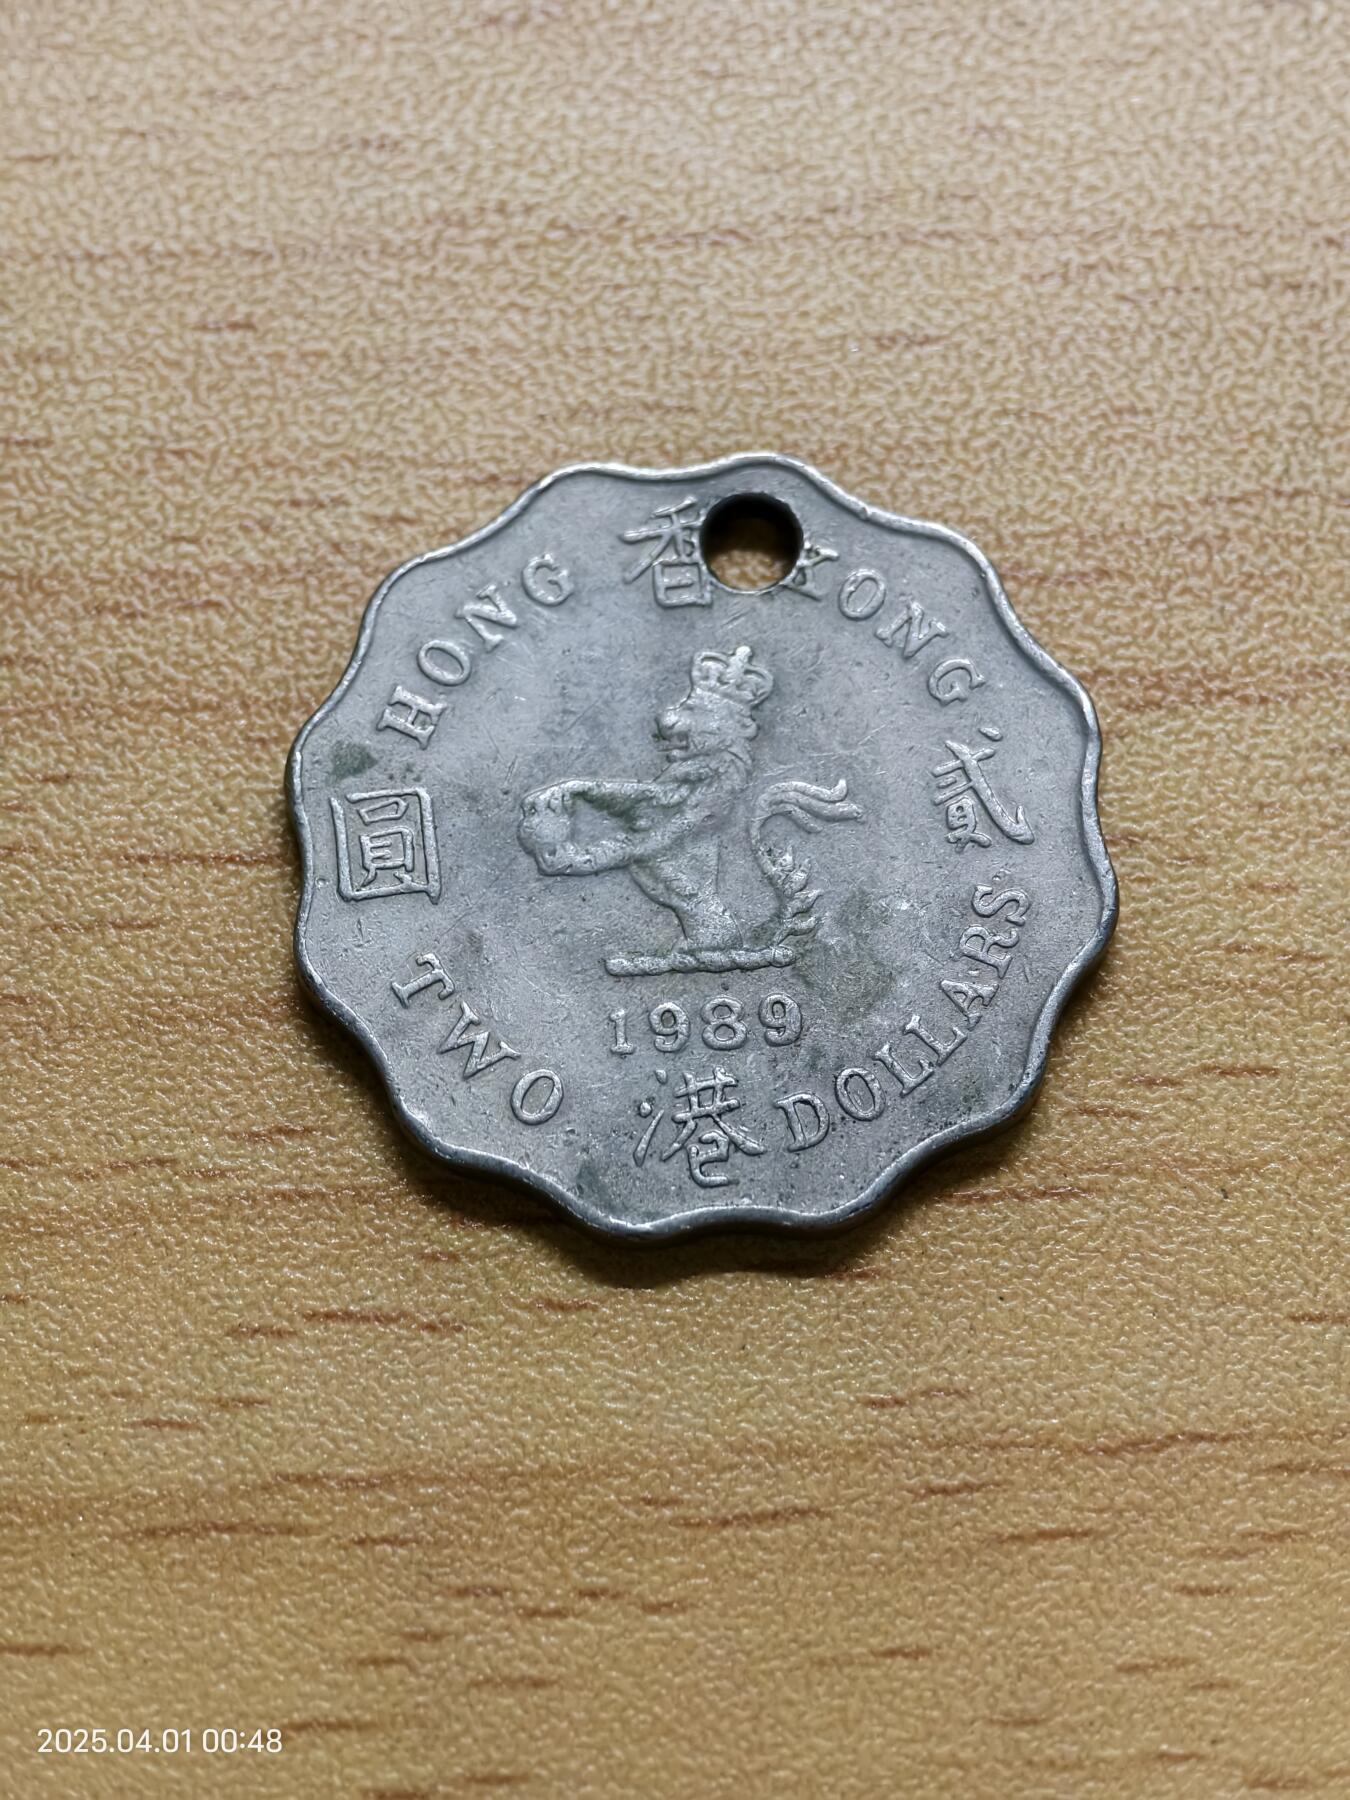 香
HONG KONG
圓
貳
1989
港
TWO DOLLARS
2025.04.01 00:48